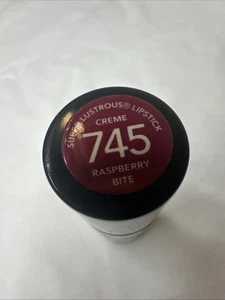 SUPER LUSTROUS® LIPSTICK
CREME
745
RASPBERRY
BITE